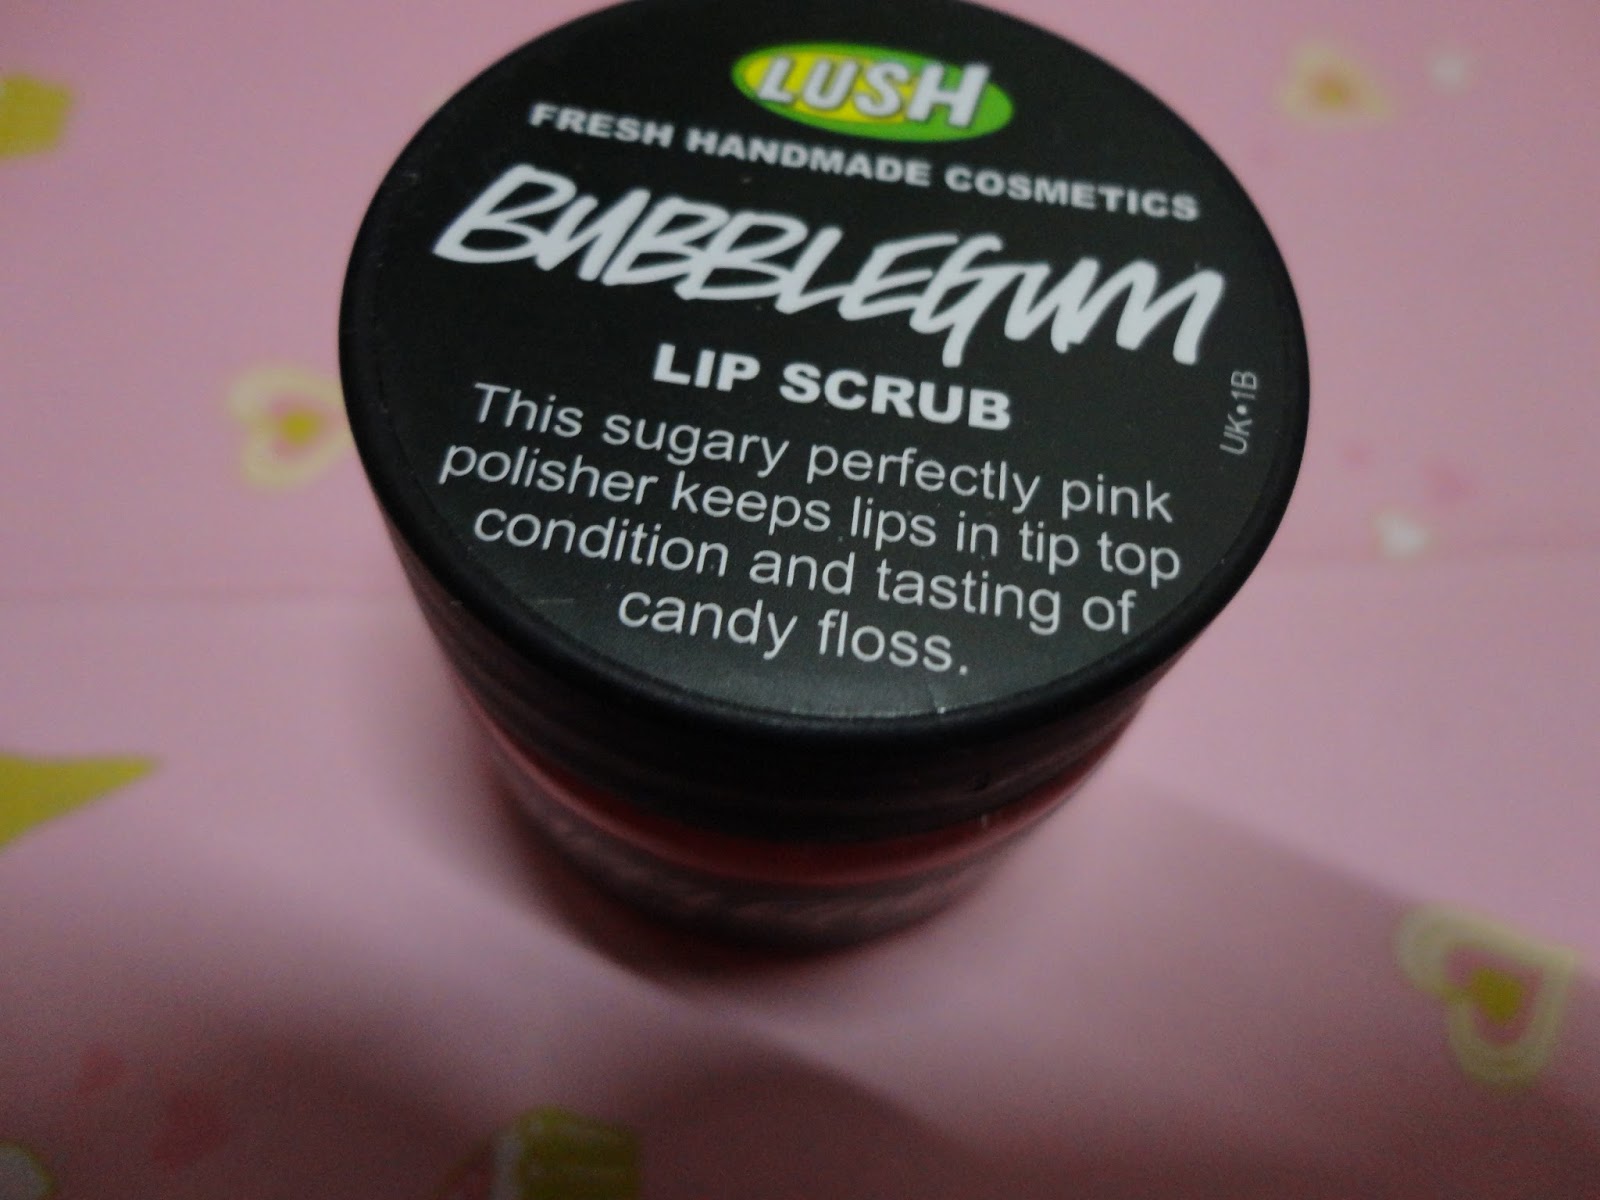 LUSH
FRESH HANDMADE COSMETICS
BUBBLEGUM
LIP SCRUB
This sugary perfectly pink
polisher keeps lips in tip top
condition and tasting of
candy floss.
UK•1B